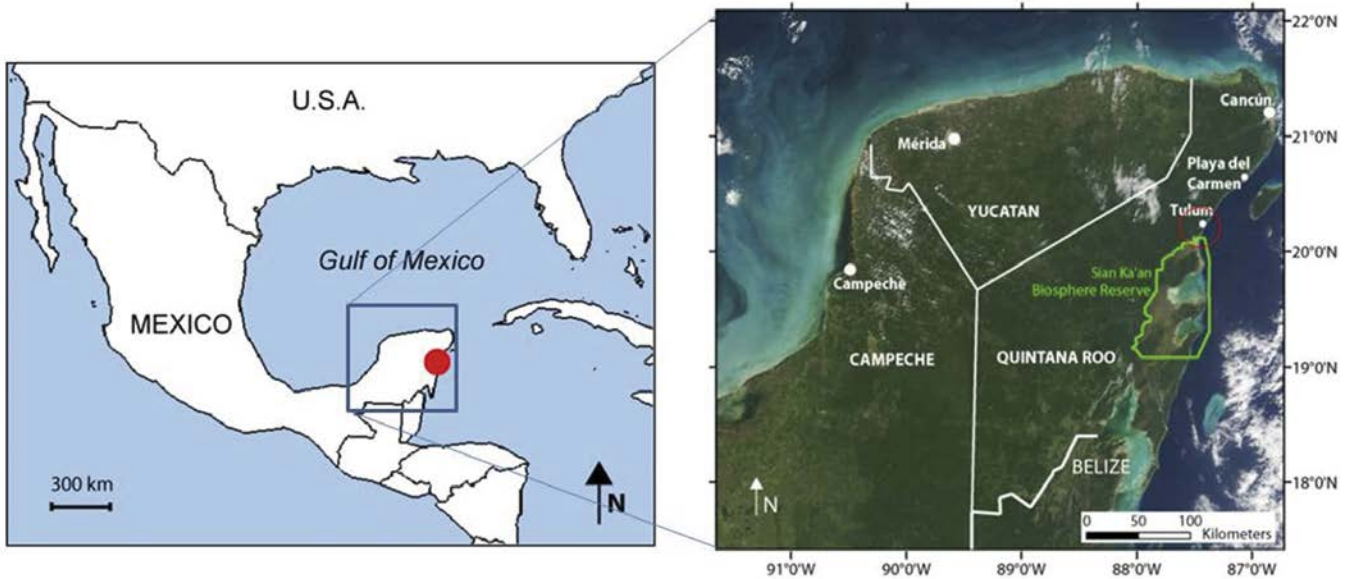 U.S.A.
Gulf of Mexico
MEXICO
300 km
N
22°0'N
Cancún
21°0'N
Mérida
Playa del
Carmen
YUCATAN
Tulum
20°0'N
Sian Ka'an
Biosphere Reserve
Campeche
CAMPECHE
QUINTANA ROO
19°0'N
BELIZE
18°0'N
N
0 50 100
Kilometers
91°0'W 90°0'W 89°0'W 88°0'W 87°0'W